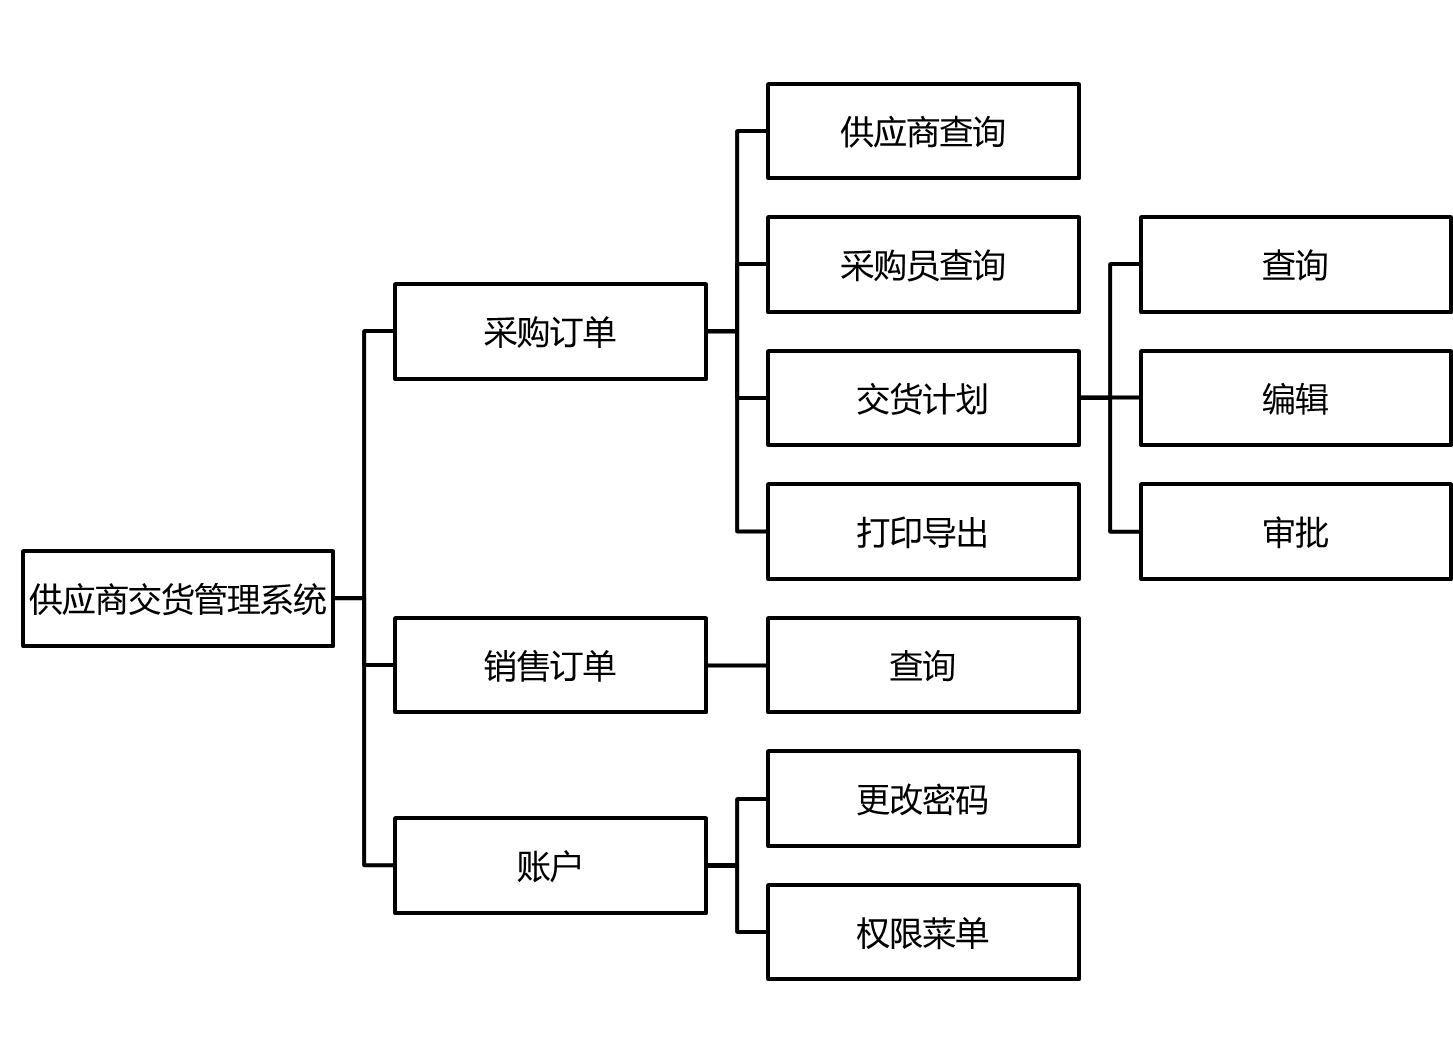 供应商查询
采购员查询
查询
采购订单
交货计划
编辑
打印导出
审批
供应商交货管理系统
销售订单
查询
更改密码
账户
权限菜单